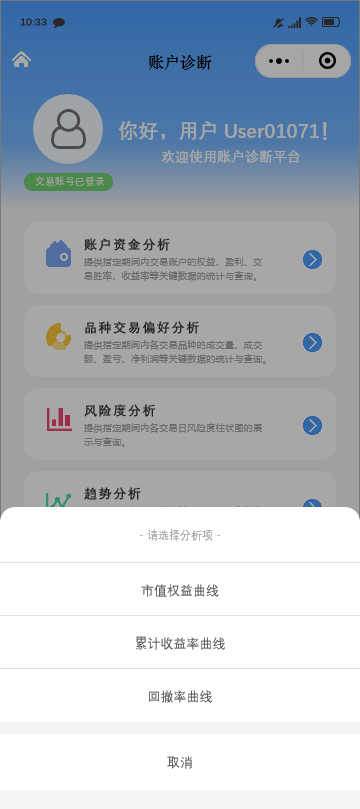 10:33
账户诊断
你好，用户 User01071!
欢迎使用账户诊断平台
交易账号已登录
账户资金分析
提供指定期间内交易账户的权益、盈利、交
易胜率、收益率等关键数据的统计与查询。
品种交易偏好分析
提供指定期间内各交易品种的成交量、成交
额、盈亏、净利润等关键数据的统计与查询。
风险度分析
提供指定期间内各交易日风险度柱状图的展
示与查询。
趋势分析
- 请选择分析项 -
市值权益曲线
累计收益率曲线
回撤率曲线
取消